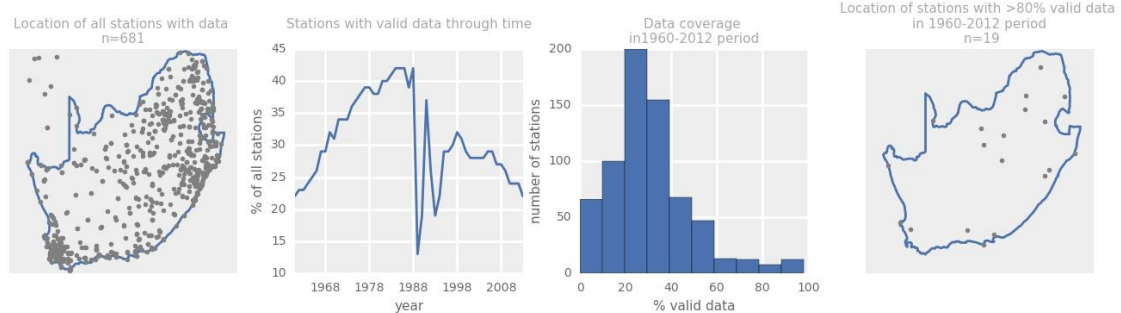 Location of all stations with data
n=681
Stations with valid data through time
45
40
35
30
25
20
15
10
% of all stations
1968 1978 1988 1998 2008
year
Data coverage
in1960-2012 period
200
150
100
50
0
number of stations
0 20 40 60 80 100
% valid data
Location of stations with >80% valid data
in 1960-2012 period
n=19